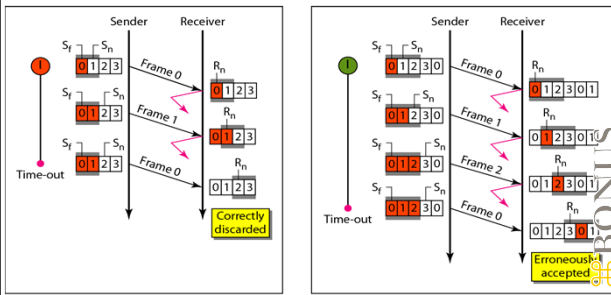 Sender Receiver
Sf Sn
0 1 2 3
Frame 0
Rn
0 1 2 3
Sf Sn
0 1 2 3
Frame 1
Rn
0 1 2 3
Sf Sn
0 1 2 3
Frame 0
Rn
0 1 2 3
Time-out
Correctly
discarded
Sender Receiver
Sf Sn
0 1 2 3 0
Frame 0
Rn
0 1 2 3 0 1
Sf Sn
0 1 2 3 0
Frame 1
Rn
0 1 2 3 0 1
Sf Sn
0 1 2 3 0
Frame 2
Rn
0 1 2 3 0 1
Sf Sn
0 1 2 3 0
Frame 0
Rn
0 1 2 3 0 1
Time-out
Erroneously
accepted
BONUS